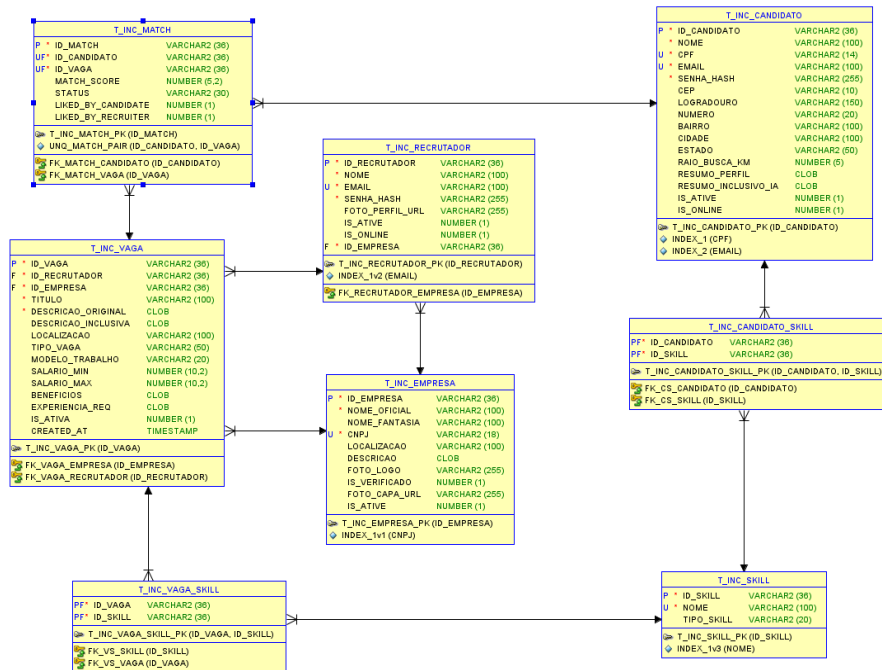 T_INC_MATCH
P * ID_MATCH VARCHAR2 (36)
UF* ID_CANDIDATO VARCHAR2 (36)
UF* ID_VAGA VARCHAR2 (36)
MATCH_SCORE NUMBER (5,2)
STATUS VARCHAR2 (30)
LIKED_BY_CANDIDATE NUMBER (1)
LIKED_BY_RECRUITER NUMBER (1)
T_INC_MATCH_PK (ID_MATCH)
UNQ_MATCH_PAIR (ID_CANDIDATO, ID_VAGA)
FK_MATCH_CANDIDATO (ID_CANDIDATO)
FK_MATCH_VAGA (ID_VAGA)
T_INC_CANDIDATO
P * ID_CANDIDATO VARCHAR2 (36)
* NOME VARCHAR2 (100)
U * CPF VARCHAR2 (14)
U * EMAIL VARCHAR2 (100)
* SENHA_HASH VARCHAR2 (255)
CEP VARCHAR2 (10)
LOGRADOURO VARCHAR2 (150)
NUMERO VARCHAR2 (20)
BAIRRO VARCHAR2 (100)
CIDADE VARCHAR2 (100)
ESTADO VARCHAR2 (50)
RAIO_BUSCA_KM NUMBER (5)
RESUMO_PERFIL CLOB
RESUMO_INCLUSIVO_IA CLOB
IS_ATIVE NUMBER (1)
IS_ONLINE NUMBER (1)
T_INC_CANDIDATO_PK (ID_CANDIDATO)
INDEX_1 (CPF)
INDEX_2 (EMAIL)
T_INC_RECRUTADOR
P * ID_RECRUTADOR VARCHAR2 (36)
* NOME VARCHAR2 (100)
U * EMAIL VARCHAR2 (100)
* SENHA_HASH VARCHAR2 (255)
FOTO_PERFIL_URL VARCHAR2 (255)
IS_ATIVE NUMBER (1)
IS_ONLINE NUMBER (1)
F * ID_EMPRESA VARCHAR2 (36)
T_INC_RECRUTADOR_PK (ID_RECRUTADOR)
INDEX_1v2 (EMAIL)
FK_RECRUTADOR_EMPRESA (ID_EMPRESA)
T_INC_VAGA
P * ID_VAGA VARCHAR2 (36)
F * ID_RECRUTADOR VARCHAR2 (36)
F * ID_EMPRESA VARCHAR2 (36)
* TITULO VARCHAR2 (100)
* DESCRICAO_ORIGINAL CLOB
DESCRICAO_INCLUSIVA CLOB
LOCALIZACAO VARCHAR2 (100)
TIPO_VAGA VARCHAR2 (50)
MODELO_TRABALHO VARCHAR2 (20)
SALARIO_MIN NUMBER (10,2)
SALARIO_MAX NUMBER (10,2)
BENEFICIOS CLOB
EXPERIENCIA_REQ CLOB
IS_ATIVA NUMBER (1)
CREATED_AT TIMESTAMP
T_INC_VAGA_PK (ID_VAGA)
FK_VAGA_EMPRESA (ID_EMPRESA)
FK_VAGA_RECRUTADOR (ID_RECRUTADOR)
T_INC_CANDIDATO_SKILL
PF* ID_CANDIDATO VARCHAR2 (36)
PF* ID_SKILL VARCHAR2 (36)
T_INC_CANDIDATO_SKILL_PK (ID_CANDIDATO, ID_SKILL)
FK_CS_CANDIDATO (ID_CANDIDATO)
FK_CS_SKILL (ID_SKILL)
T_INC_EMPRESA
P * ID_EMPRESA VARCHAR2 (36)
* NOME_OFICIAL VARCHAR2 (100)
* NOME_FANTASIA VARCHAR2 (100)
U * CNPJ VARCHAR2 (18)
LOCALIZACAO VARCHAR2 (100)
DESCRICAO CLOB
FOTO_LOGO VARCHAR2 (255)
IS_VERIFICADO NUMBER (1)
FOTO_CAPA_URL VARCHAR2 (255)
IS_ATIVE NUMBER (1)
T_INC_EMPRESA_PK (ID_EMPRESA)
INDEX_1v1 (CNPJ)
T_INC_VAGA_SKILL
PF* ID_VAGA VARCHAR2 (36)
PF* ID_SKILL VARCHAR2 (36)
T_INC_VAGA_SKILL_PK (ID_VAGA, ID_SKILL)
FK_VS_SKILL (ID_SKILL)
FK_VS_VAGA (ID_VAGA)
T_INC_SKILL
P * ID_SKILL VARCHAR2 (36)
U * NOME VARCHAR2 (100)
TIPO_SKILL VARCHAR2 (20)
T_INC_SKILL_PK (ID_SKILL)
INDEX_1v3 (NOME)